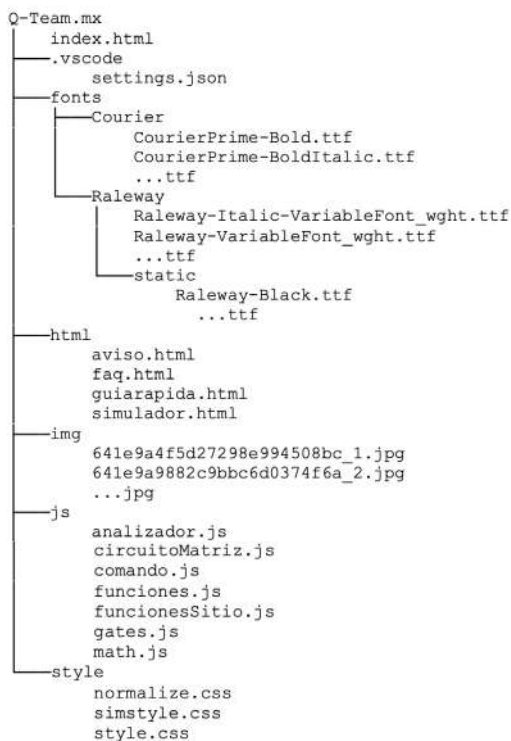 Q-Team.mx
index.html
.vscode
settings.json
fonts
Courier
CourierPrime-Bold.ttf
CourierPrime-BoldItalic.ttf
...ttf
Raleway
Raleway-Italic-VariableFont_wght.ttf
Raleway-VariableFont_wght.ttf
...ttf
static
Raleway-Black.ttf
...ttf
html
aviso.html
faq.html
guiarapida.html
simulador.html
img
641e9a4f5d27298e994508bc_1.jpg
641e9a9882c9bbc6d0374f6a_2.jpg
...jpg
js
analizador.js
circuitoMatriz.js
comando.js
funciones.js
funcionesSitio.js
gates.js
math.js
style
normalize.css
simstyle.css
style.css